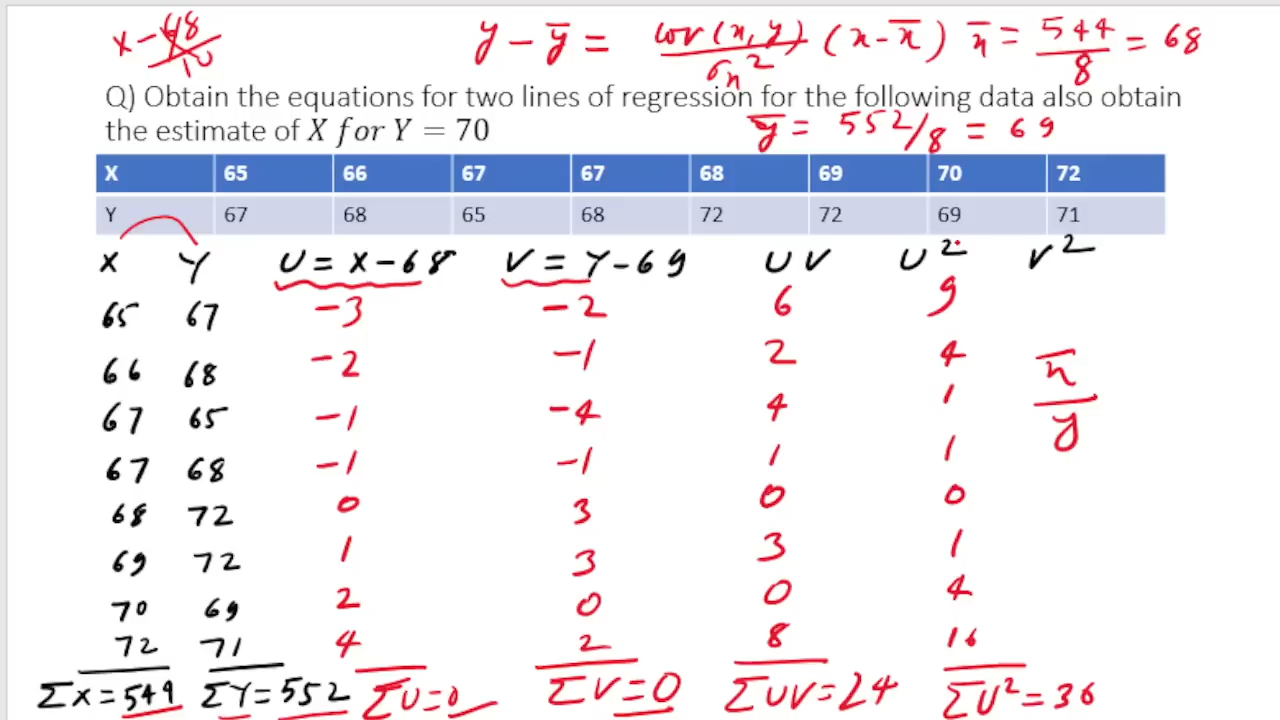 x - 68/10
y - ȳ = cov(x, y)/σx² (x - x̄) x̄ = 544/8 = 68
Q) Obtain the equations for two lines of regression for the following data also obtain
the estimate of X for Y = 70
ȳ = 552/8 = 69
X 65 66 67 67 68 69 70 72
Y 67 68 65 68 72 72 69 71
X Y U = X-68 V = Y-69 UV U² V²
65 67 -3 -2 6 9
66 68 -2 -1 2 4
67 65 -1 -4 4 1
x̄/y
67 68 -1 -1 1 1
68 72 0 3 0 0
69 72 1 3 3 1
70 69 2 0 0 4
72 71 4 2 8 16
ΣX=544 ΣY=552 ΣU=0 ΣV=0 ΣUV=24 ΣU²=36